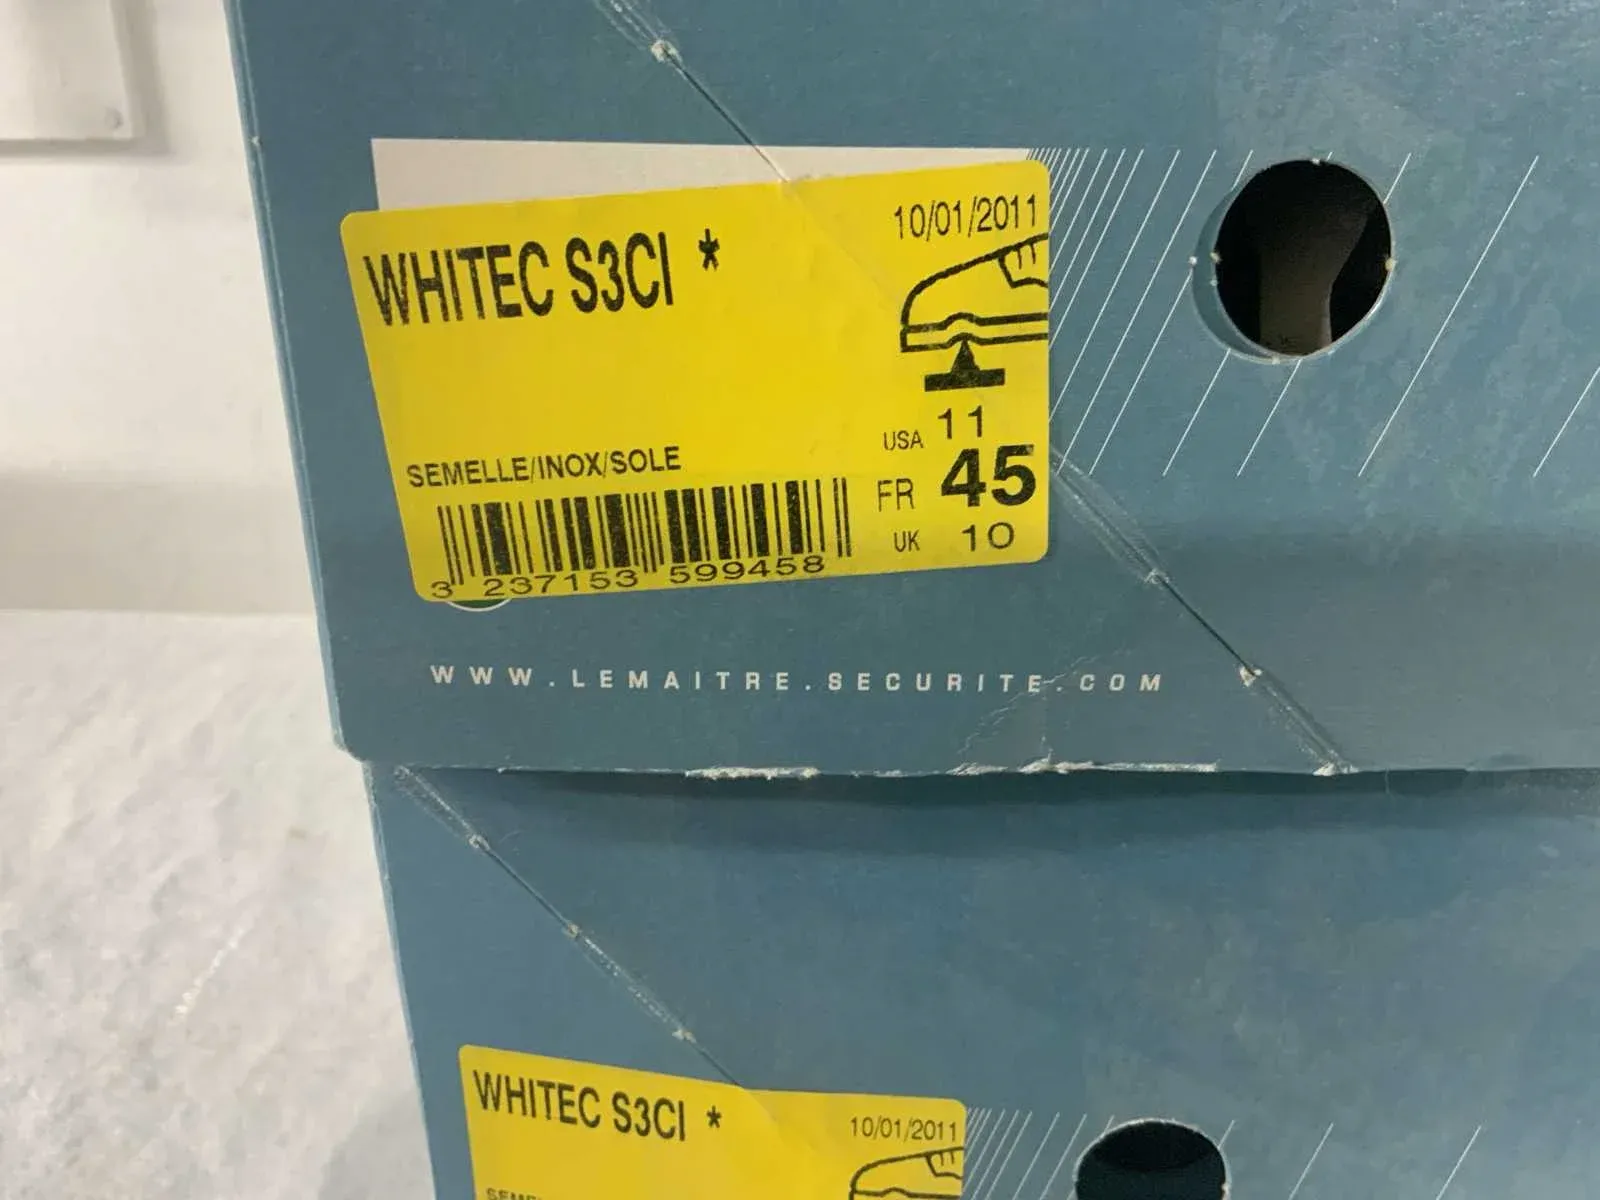 WHITEC S3CI *
10/01/2011
USA 11
SEMELLE/INOX/SOLE
FR 45
UK 10
3 237153 599458
WWW.LEMAITRE.SECURITE.COM
WHITEC S3CI *
10/01/2011